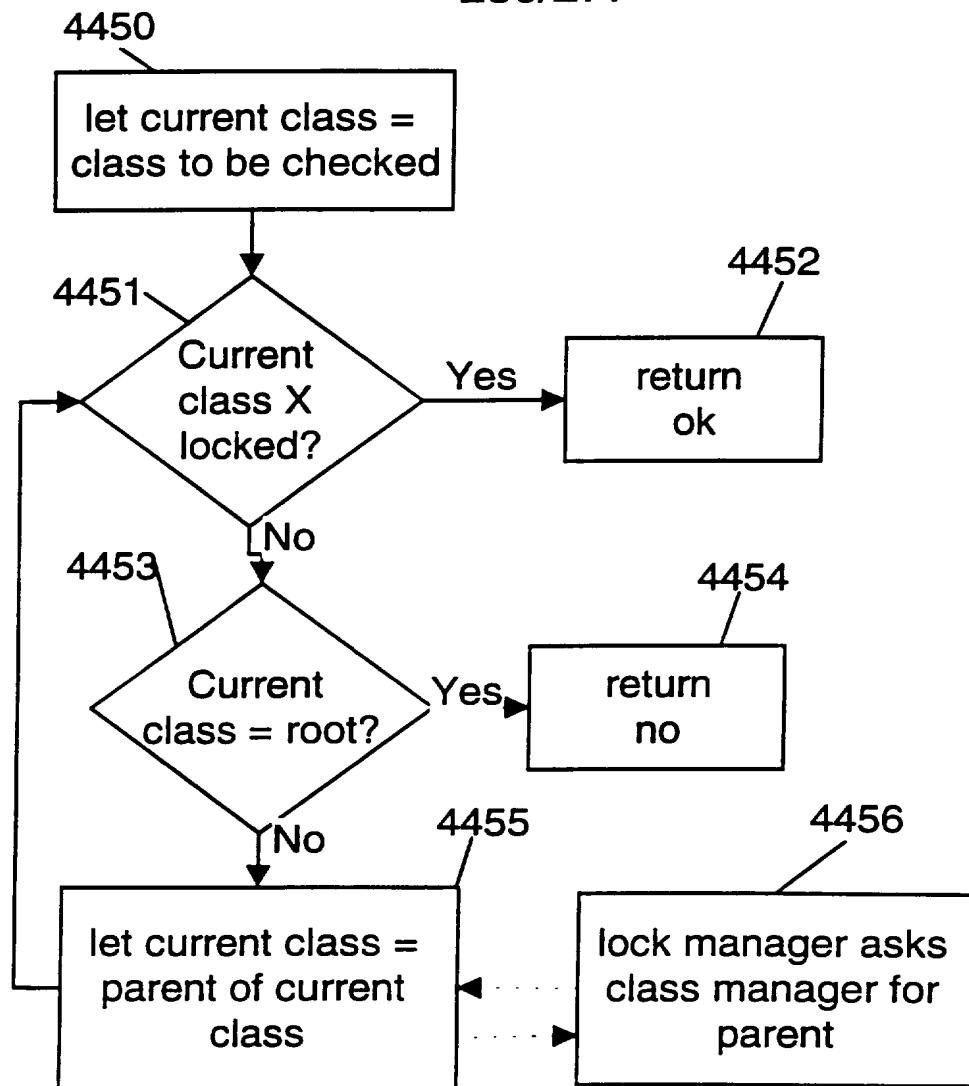 4450
let current class =
class to be checked
4451
Current
class X
locked?
Yes
4452
return
ok
No
4453
Current
class = root?
Yes
4454
return
no
No
4455
let current class =
parent of current
class
4456
lock manager asks
class manager for
parent